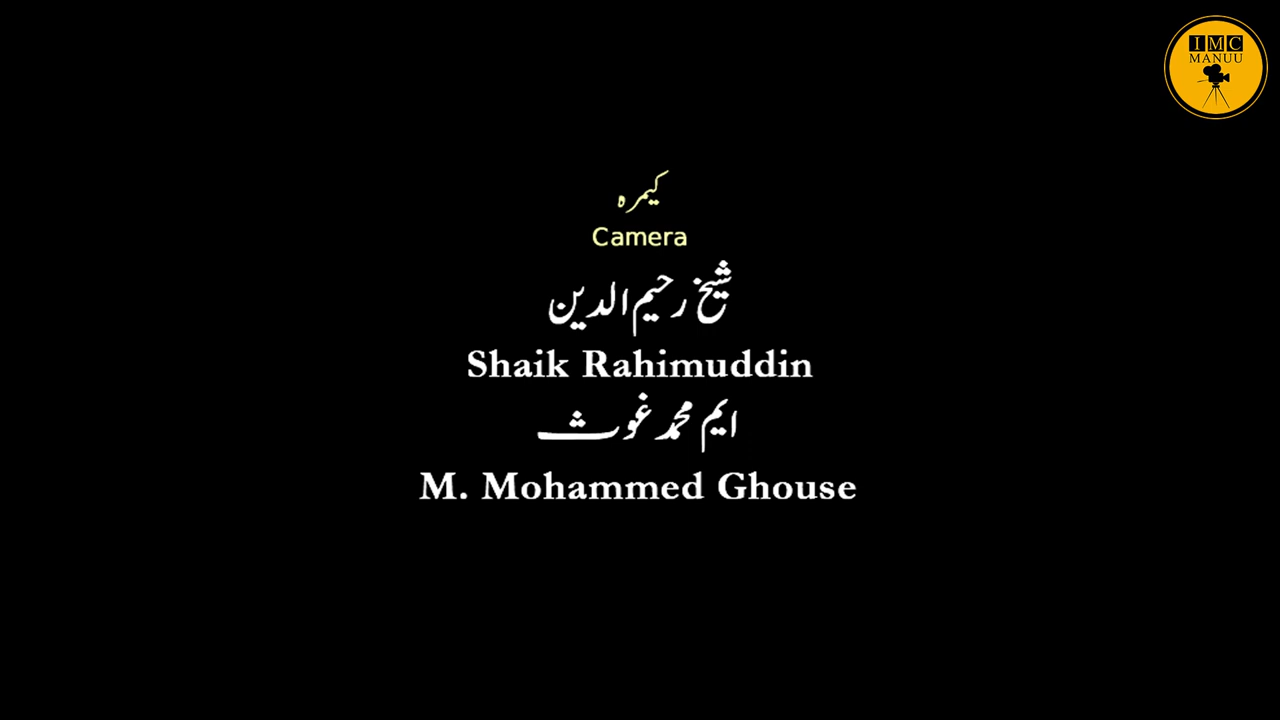 IMC
MANUU
کیمرہ
Camera
شیخ رحیم الدین
Shaik Rahimuddin
ایم محمد غوث
M. Mohammed Ghouse